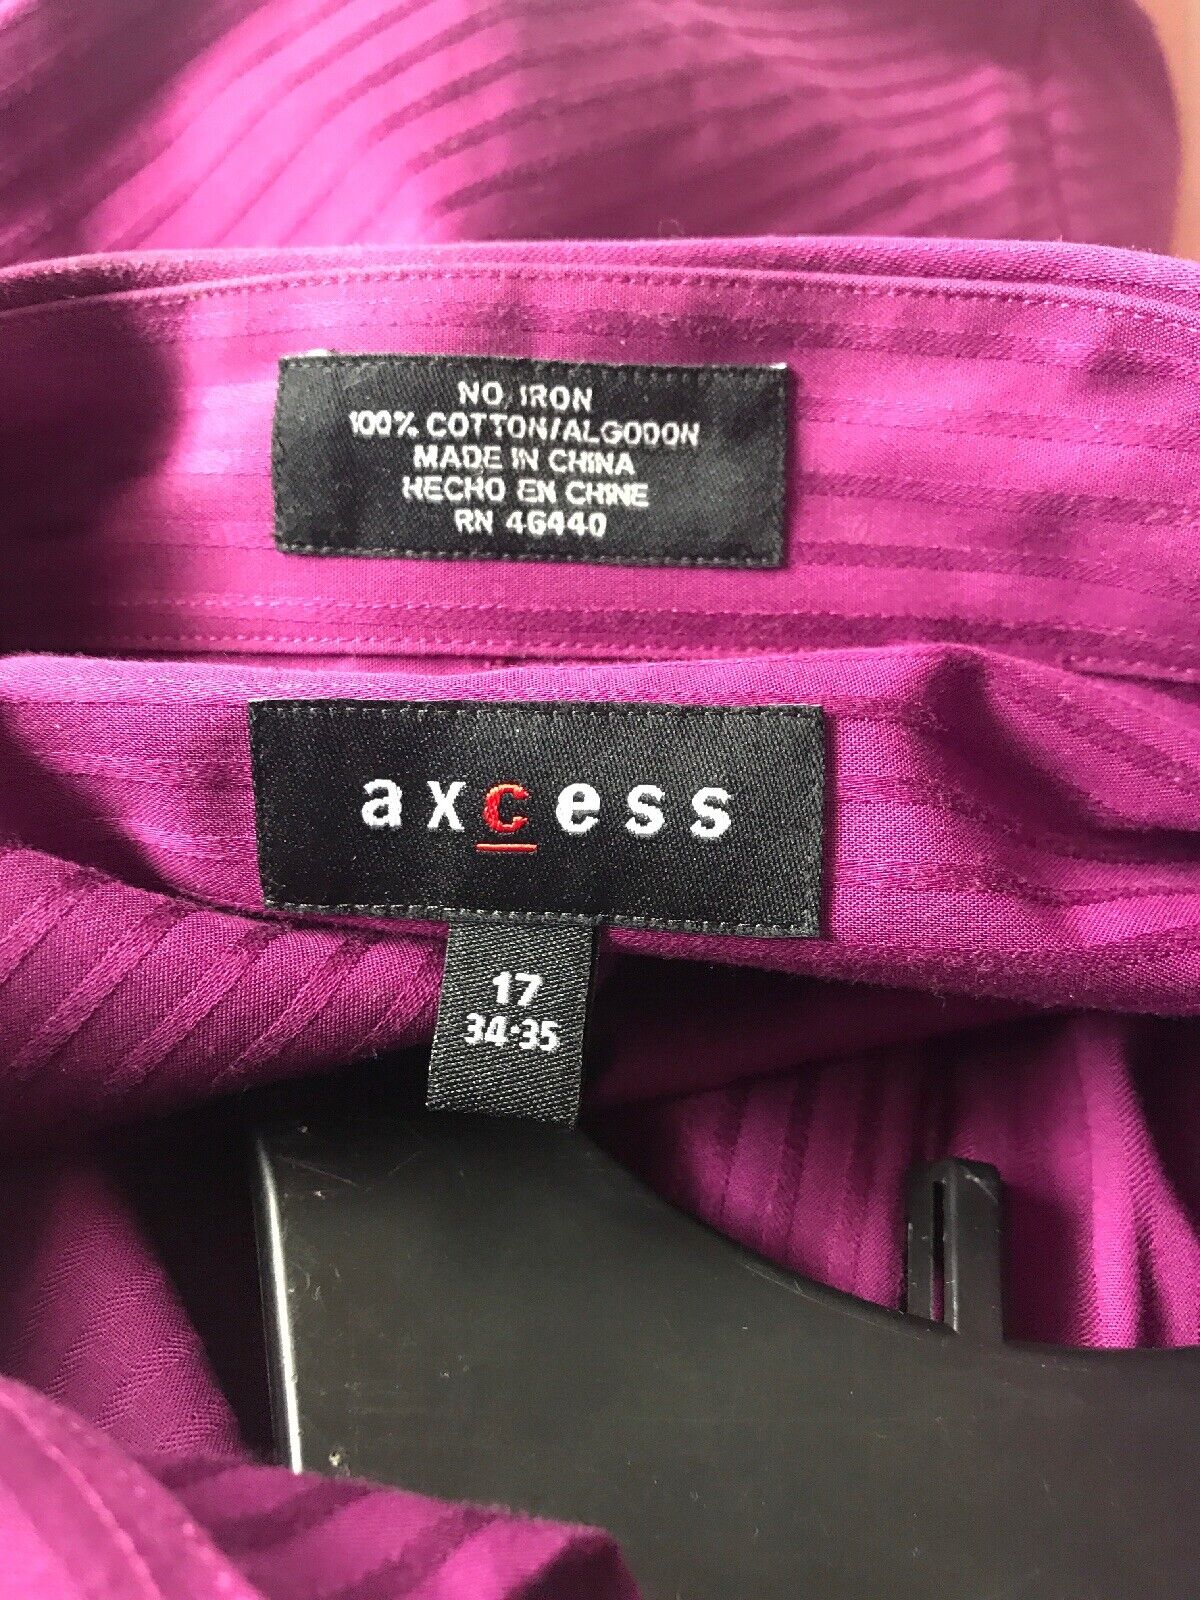 NO IRON
100% COTTON/ALGODON
MADE IN CHINA
HECHO EN CHINE
RN 46440
axcess
17
34-35